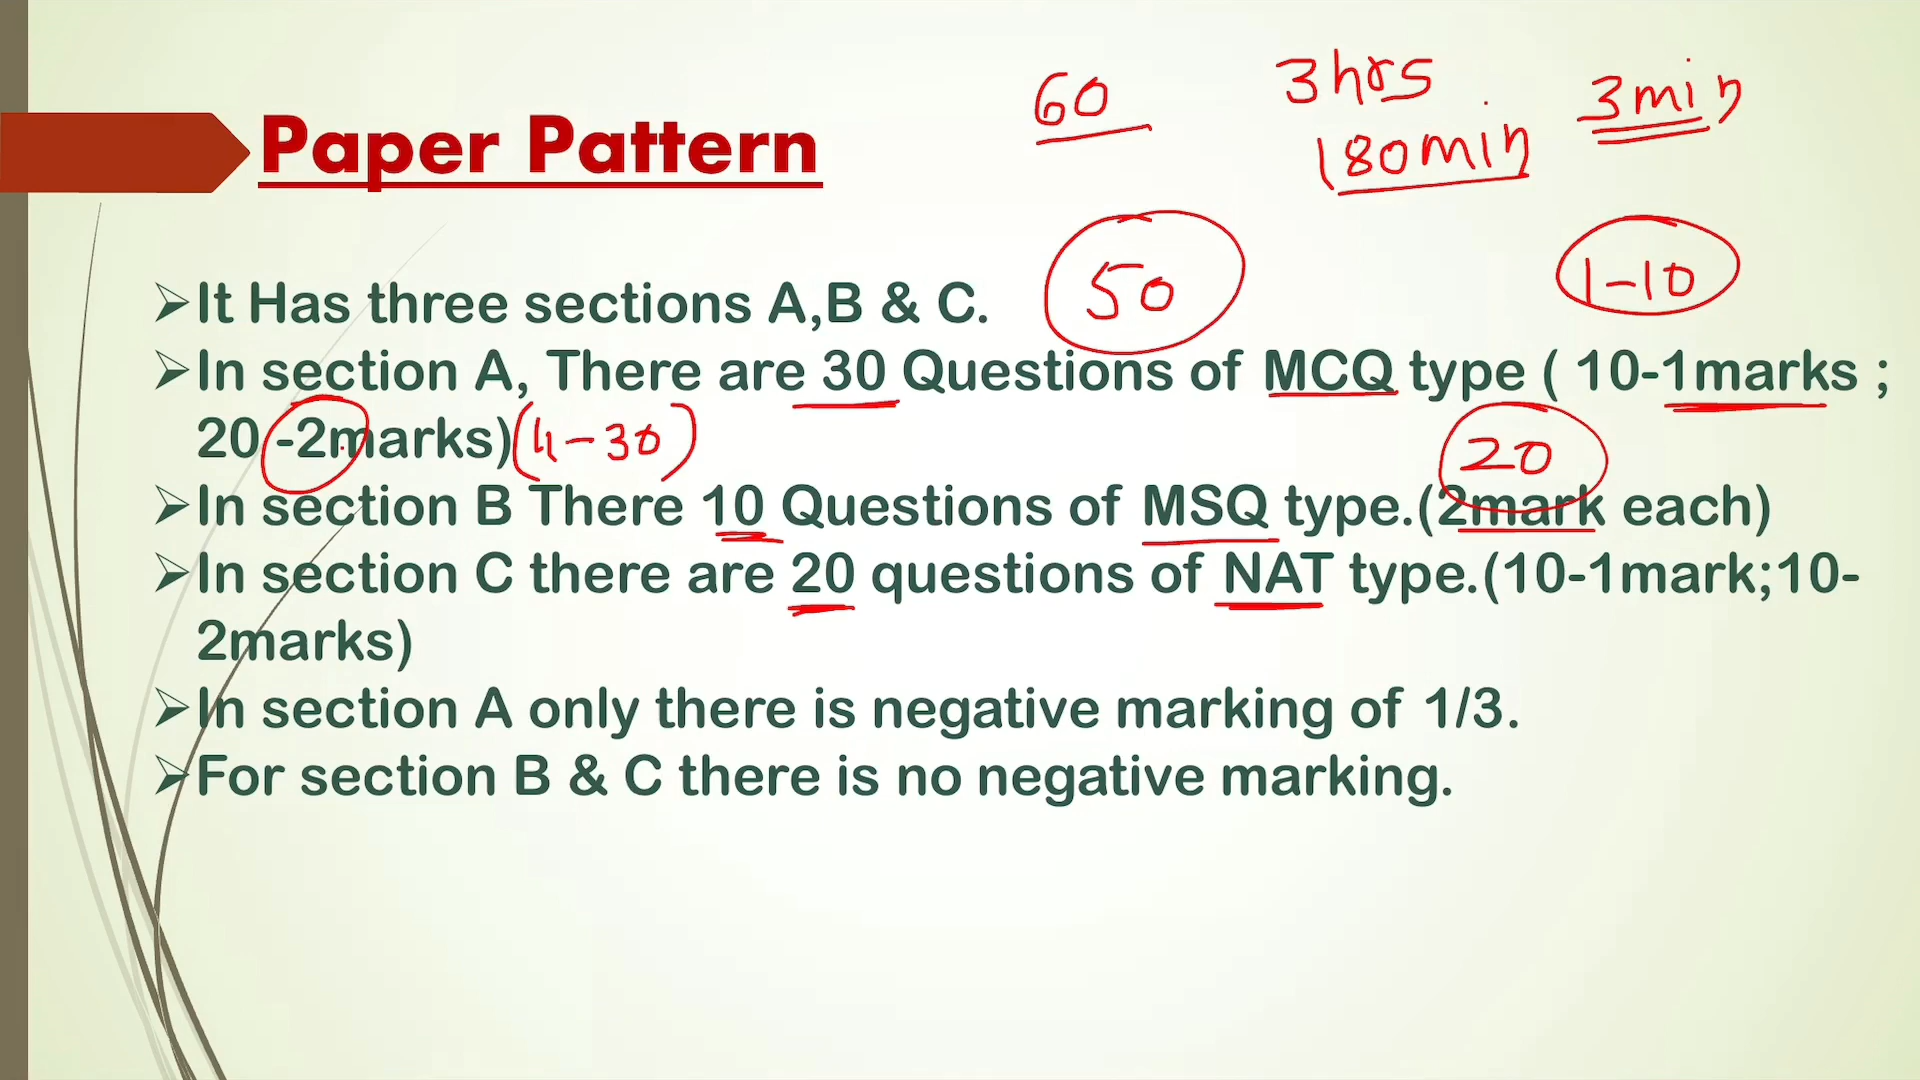 60
3hrs
3min
180min
Paper Pattern
50
1-10
➢It Has three sections A,B & C.
➢In section A, There are 30 Questions of MCQ type ( 10-1marks ;
20 -2marks)(11-30)
20
➢In section B There 10 Questions of MSQ type.(2mark each)
➢In section C there are 20 questions of NAT type.(10-1mark;10-
2marks)
➢In section A only there is negative marking of 1/3.
➢For section B & C there is no negative marking.